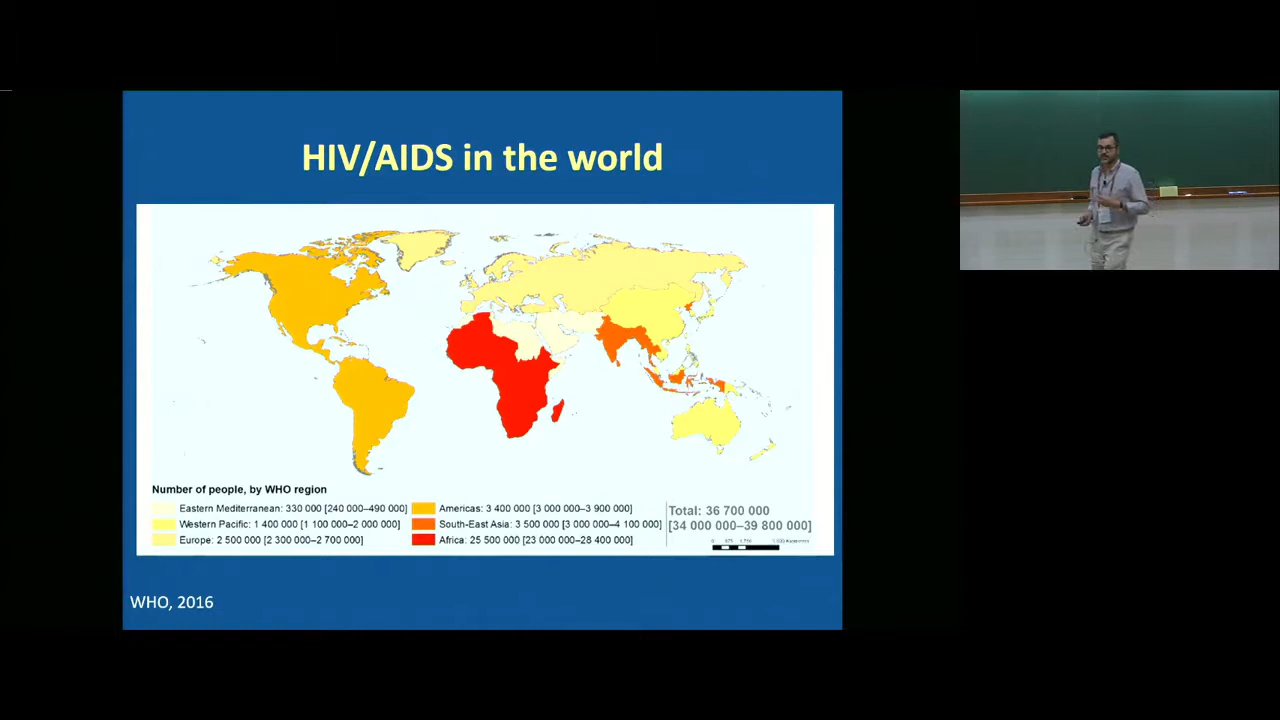 HIV/AIDS in the world
Number of people, by WHO region
Eastern Mediterranean: 330 000 [240 000–490 000]
Western Pacific: 1 400 000 [1 100 000–2 000 000]
Europe: 2 500 000 [2 300 000–2 700 000]
Americas: 3 400 000 [3 000 000–3 900 000]
South-East Asia: 3 500 000 [3 000 000–4 100 000]
Africa: 25 500 000 [23 000 000–28 400 000]
Total: 36 700 000
[34 000 000–39 800 000]
WHO, 2016